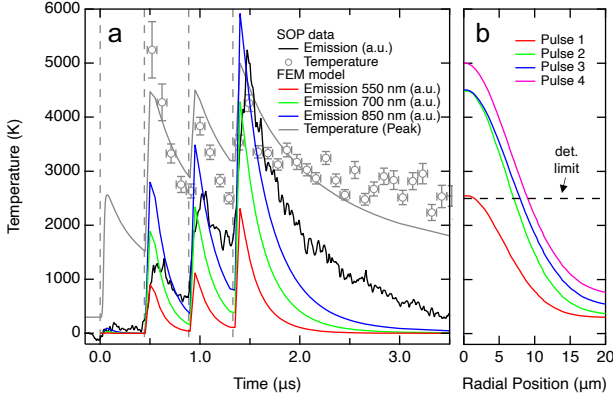 a
SOP data
Emission (a.u.)
Temperature
FEM model
Emission 550 nm (a.u.)
Emission 700 nm (a.u.)
Emission 850 nm (a.u.)
Temperature (Peak)
6000
5000
4000
3000
2000
1000
0
Temperature (K)
0.0
1.0
2.0
3.0
Time (µs)
b
Pulse 1
Pulse 2
Pulse 3
Pulse 4
det.
limit
0
5
10
15
20
Radial Position (µm)